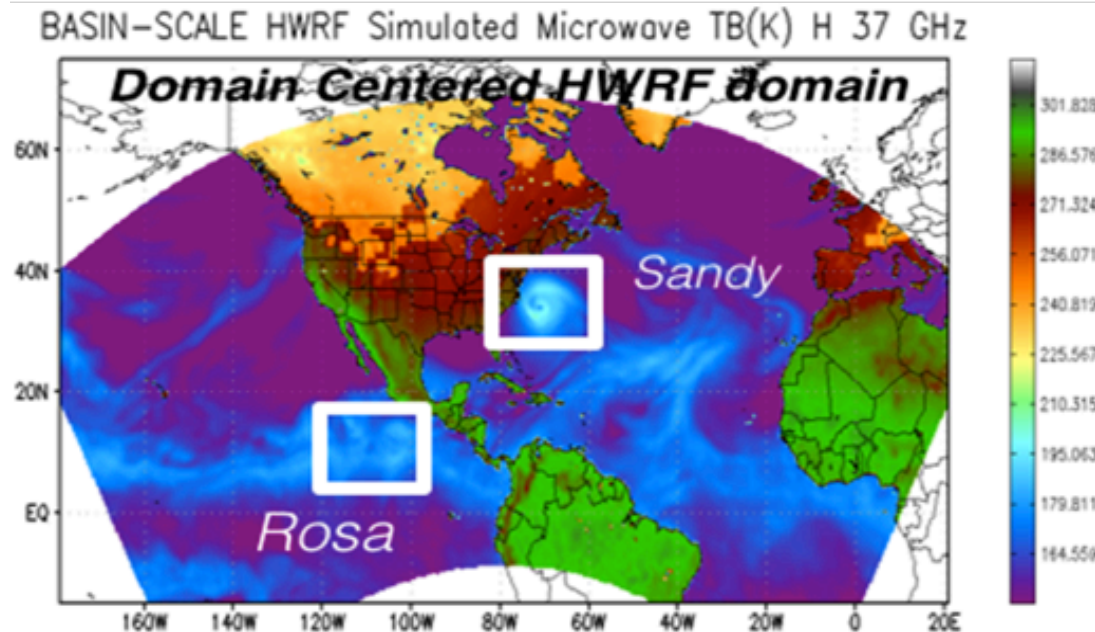 BASIN-SCALE HWRF Simulated Microwave TB(K) H 37 GHz
Domain Centered HWRF domain
301.828
60N
286.576
271.324
Sandy
40N
256.071
240.819
225.567
20N
210.315
195.063
Rosa
EQ
179.811
164.559
160W 140W 120W 100W 80W 60W 40W 20W 0 20E